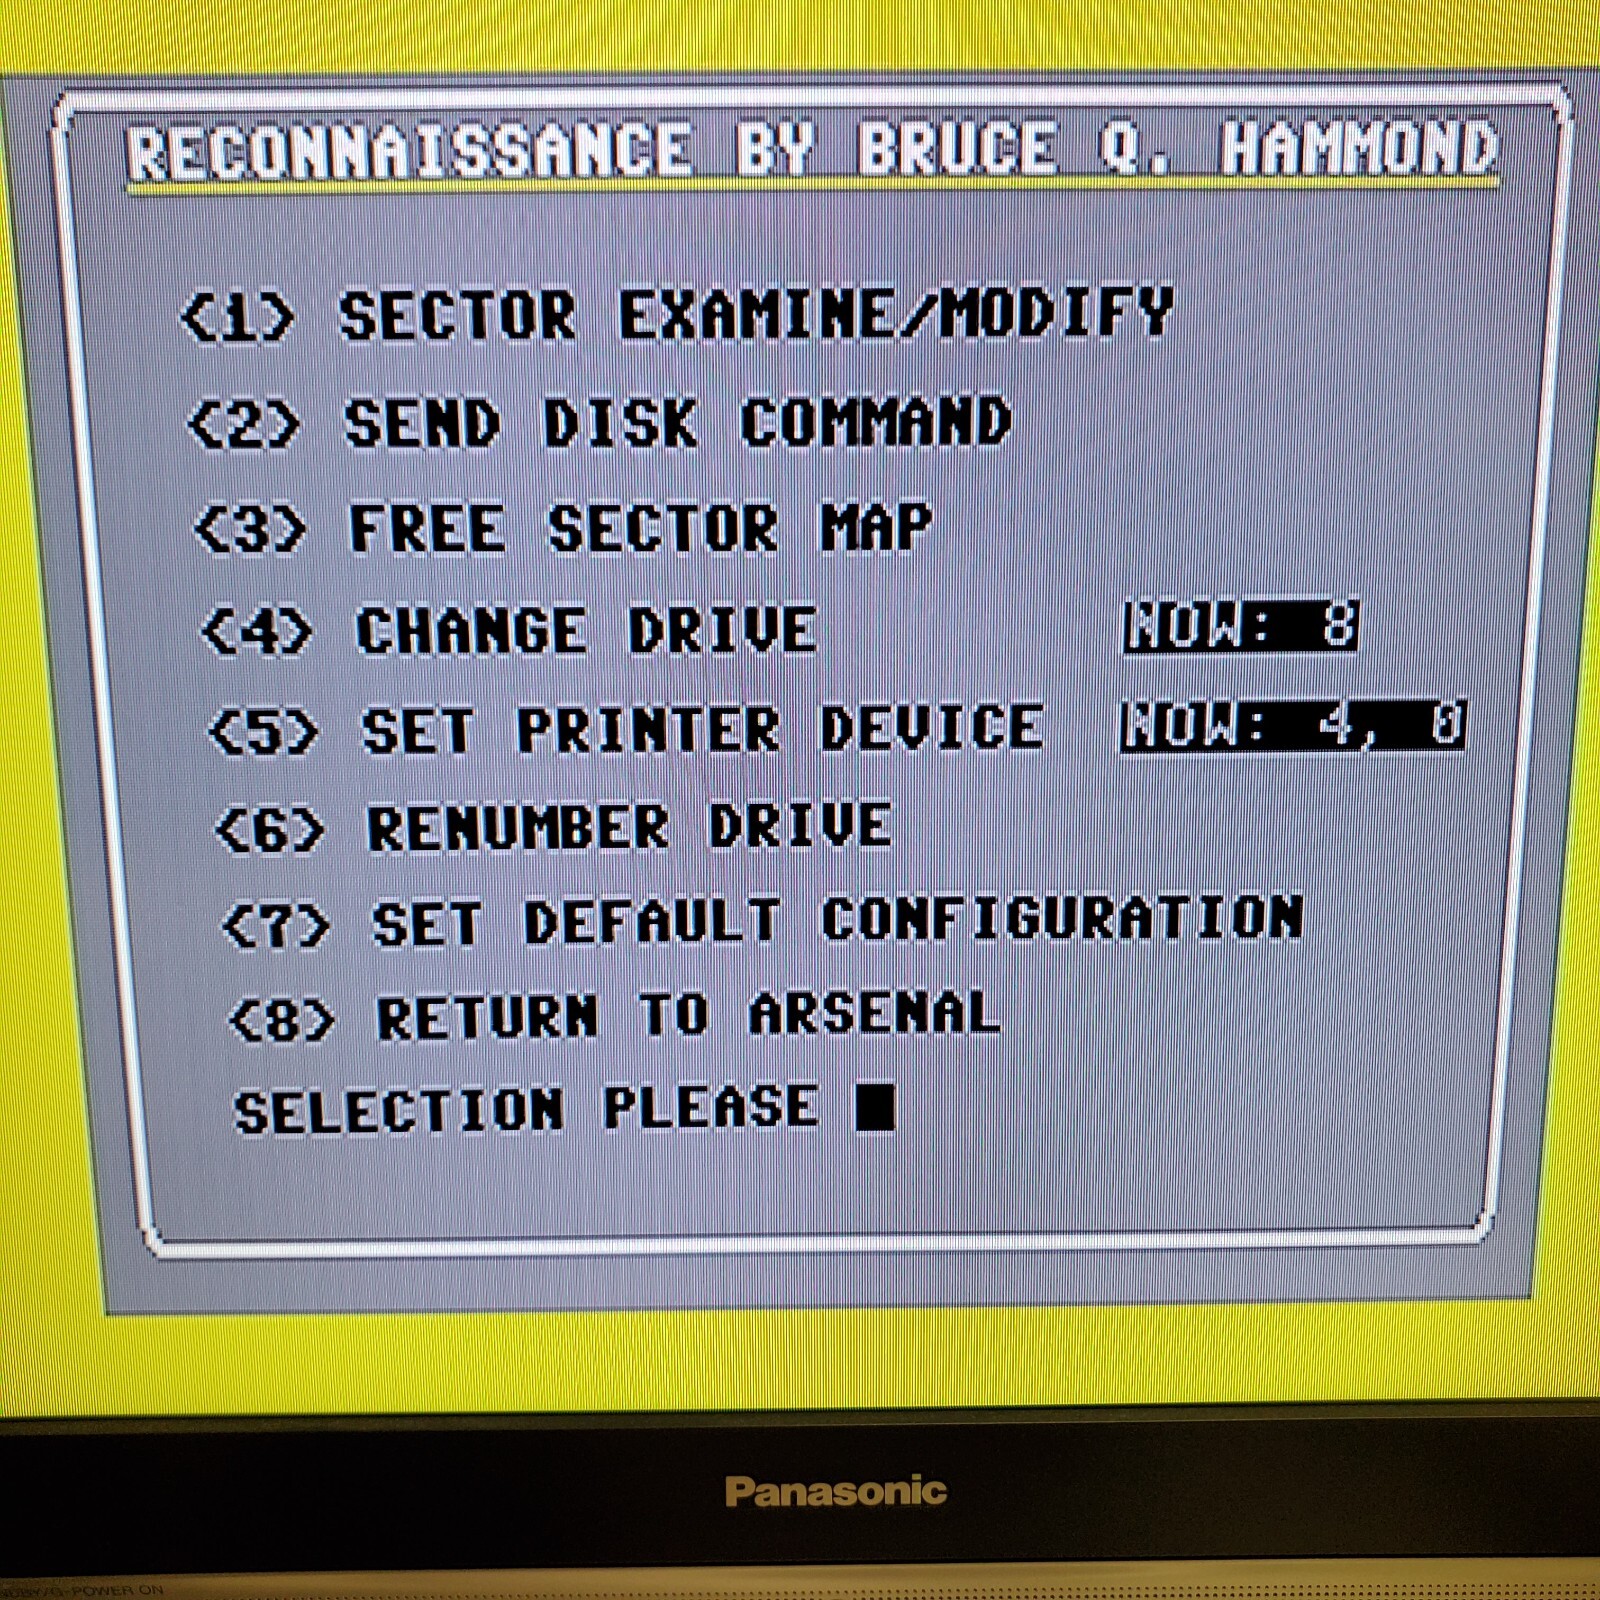 RECONNAISSANCE BY BRUCE Q. HAMMOND
<1> SECTOR EXAMINE/MODIFY
<2> SEND DISK COMMAND
<3> FREE SECTOR MAP
<4> CHANGE DRIVE NOW: 8
<5> SET PRINTER DEVICE NOW: 4, 0
<6> RENUMBER DRIVE
<7> SET DEFAULT CONFIGURATION
<8> RETURN TO ARSENAL
SELECTION PLEASE
Panasonic
POWER ON